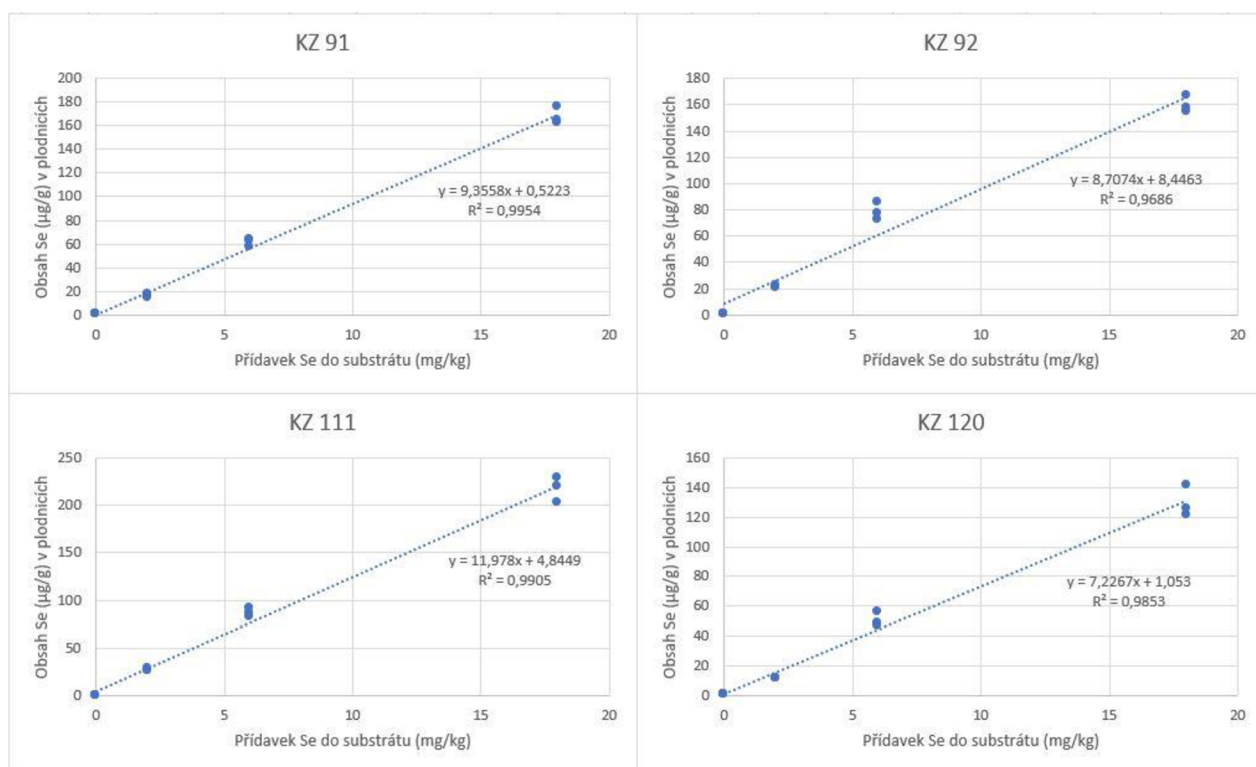 KZ 91
Obsah Se (µg/g) v plodnicích
200
180
160
140
120
100
80
60
40
20
0
y = 9,3558x + 0,5223
R² = 0,9954
0 5 10 15 20
Přídavek Se do substrátu (mg/kg)
KZ 92
Obsah Se (µg/g) v plodnicích
180
160
140
120
100
80
60
40
20
0
y = 8,7074x + 8,4463
R² = 0,9686
0 5 10 15 20
Přídavek Se do substrátu (mg/kg)
KZ 111
Obsah Se (µg/g) v plodnicích
250
200
150
100
50
0
y = 11,978x + 4,8449
R² = 0,9905
0 5 10 15 20
Přídavek Se do substrátu (mg/kg)
KZ 120
Obsah Se (µg/g) v plodnicích
160
140
120
100
80
60
40
20
0
y = 7,2267x + 1,053
R² = 0,9853
0 5 10 15 20
Přídavek Se do substrátu (mg/kg)